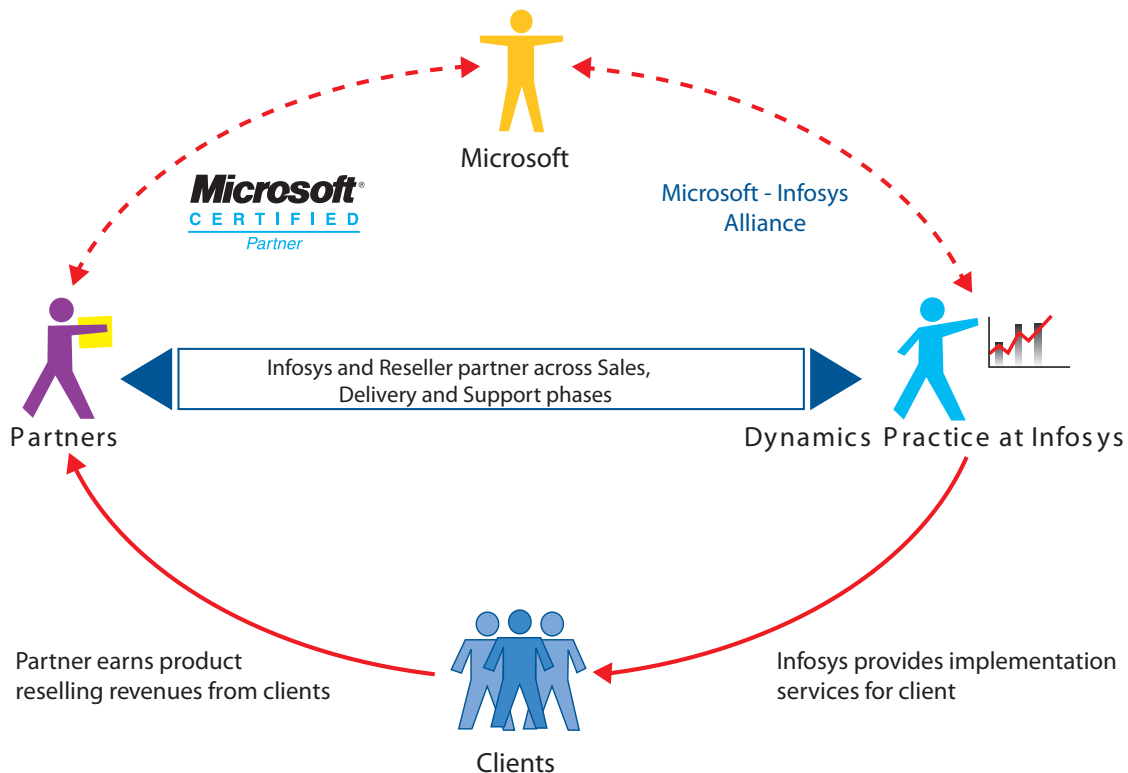 Microsoft
Microsoft®
CERTIFIED
Partner
Microsoft - Infosys
Alliance
Infosys and Reseller partner across Sales,
Delivery and Support phases
Partners
Dynamics Practice at Infosys
Partner earns product
reselling revenues from clients
Infosys provides implementation
services for client
Clients